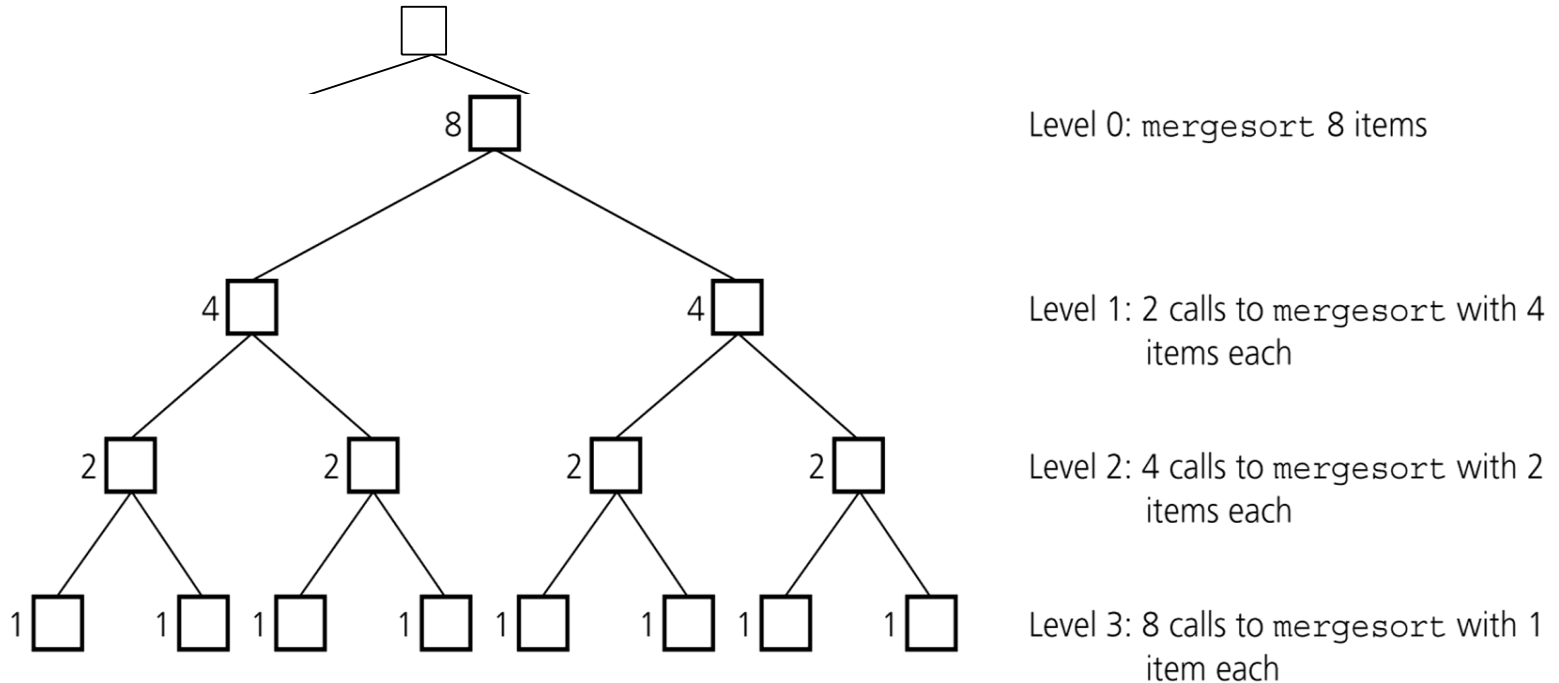 8
Level 0: mergesort 8 items
4 4
Level 1: 2 calls to mergesort with 4
items each
2 2 2 2
Level 2: 4 calls to mergesort with 2
items each
1 1 1 1 1 1 1 1
Level 3: 8 calls to mergesort with 1
item each